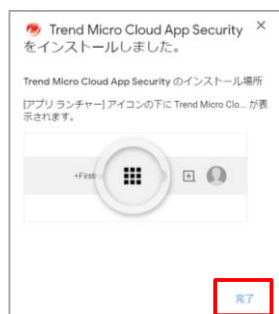 Trend Micro Cloud App Security
をインストールしました。
Trend Micro Cloud App Security のインストール場所
[アプリ ランチャー] アイコンの下に Trend Micro Clo... が表
示されます。
+Firstn
完了